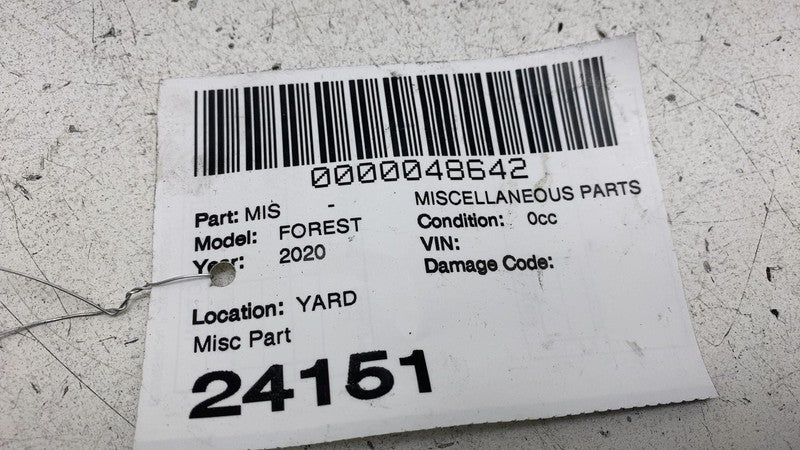 0000048642
Part: MIS - MISCELLANEOUS PARTS
Model: FOREST Condition: 0cc
Year: 2020 VIN:
Damage Code:
Location: YARD
Misc Part
24151